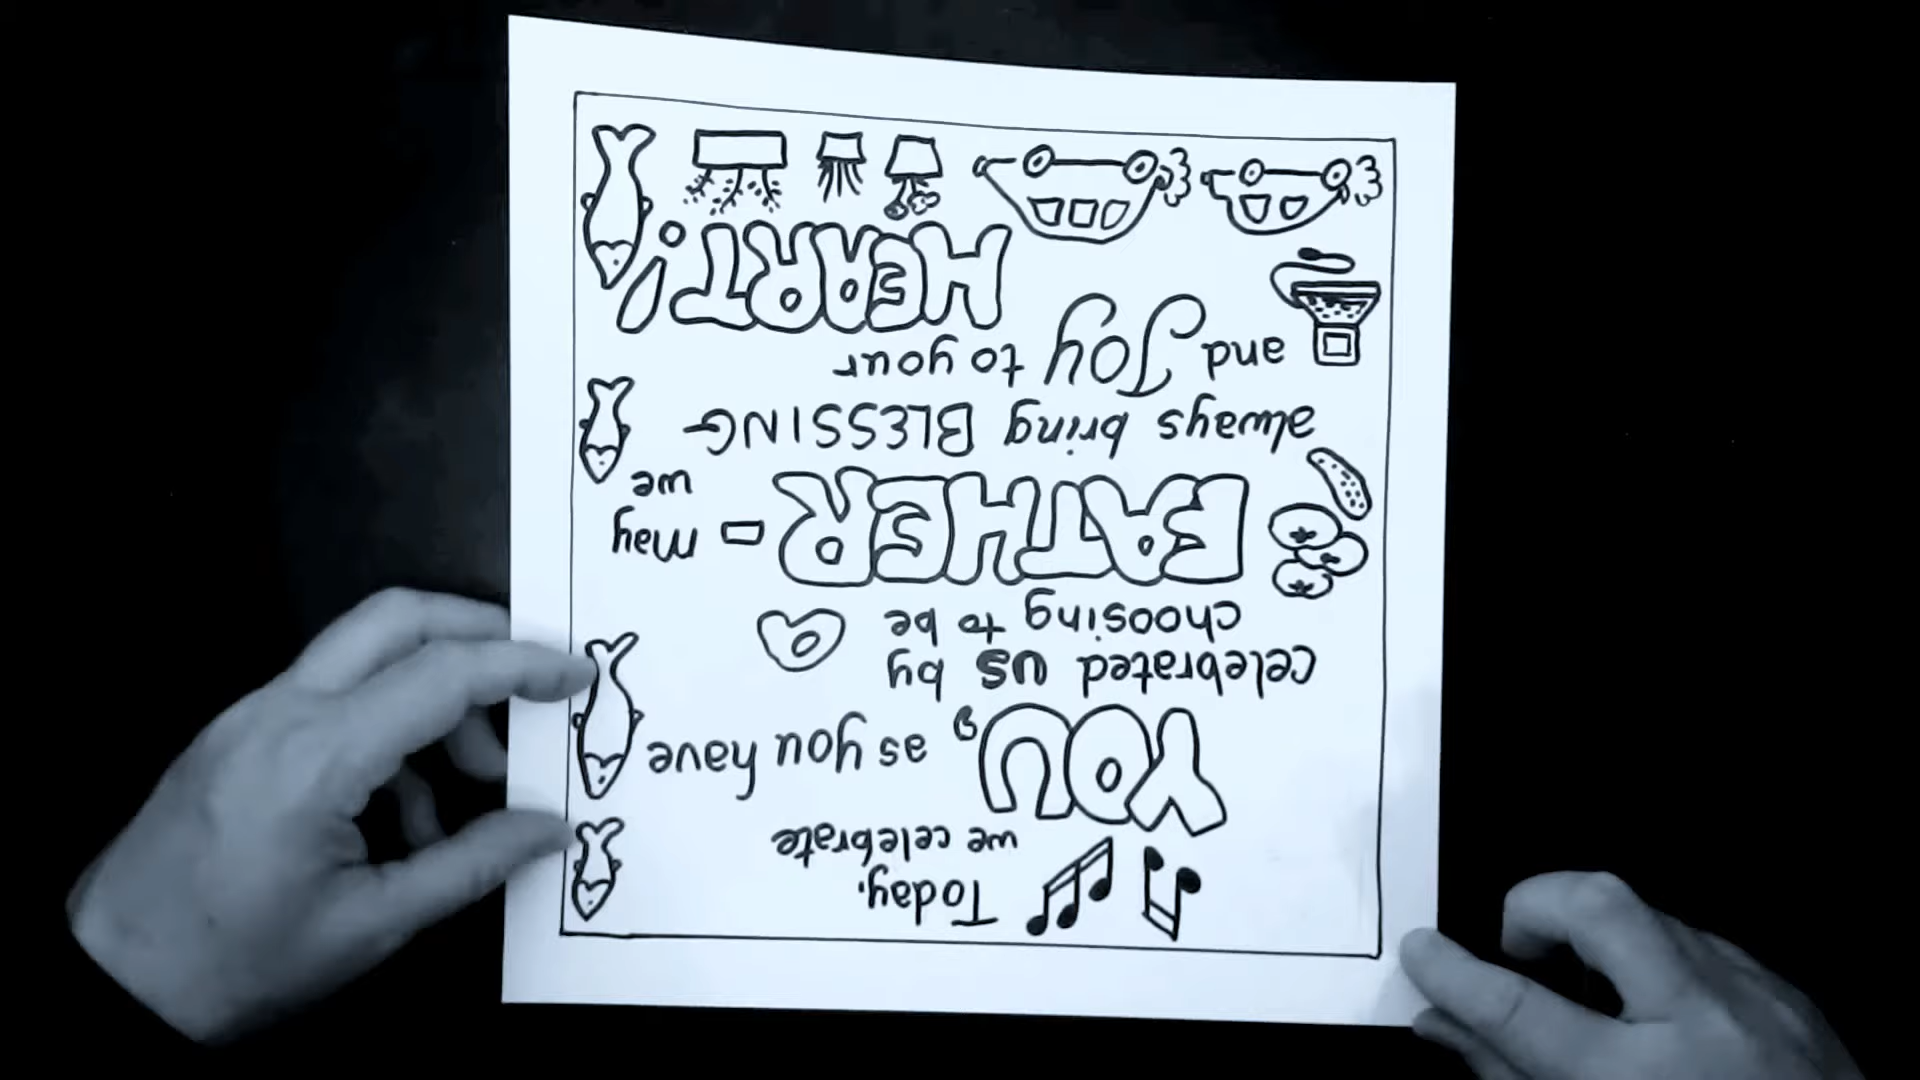 Today,
we celebrate
YOU, as you have
celebrated us by
choosing to be
FATHER - may
we
always bring BLESSING
and Joy to your
HEART!